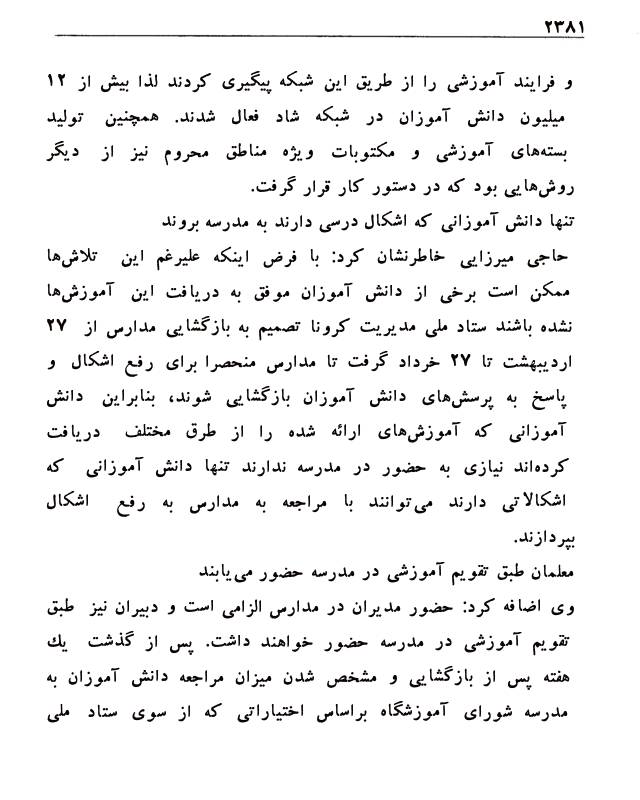 ۲۳۸۱
و فرایند آموزشی را از طریق این شبکه پیگیری کردند لذا بیش از ۱۲
میلیون دانش آموزان در شبکه شاد فعال شدند. همچنین تولید
بسته‌های آموزشی و مکتوبات ویژه مناطق محروم نیز از دیگر
روش‌هایی بود که در دستور کار قرار گرفت.
تنها دانش آموزانی که اشکال درسی دارند به مدرسه بروند
حاجی میرزایی خاطرنشان کرد: با فرض اینکه علیرغم این تلاش‌ها
ممکن است برخی از دانش آموزان موفق به دریافت این آموزش‌ها
نشده باشند ستاد ملی مدیریت کرونا تصمیم به بازگشایی مدارس از ۲۷
اردیبهشت تا ۲۷ خرداد گرفت تا مدارس منحصرا برای رفع اشکال و
پاسخ به پرسش‌های دانش آموزان بازگشایی شوند، بنابراین دانش
آموزانی که آموزش‌های ارائه شده را از طرق مختلف دریافت
کرده‌اند نیازی به حضور در مدرسه ندارند تنها دانش آموزانی که
اشکالاتی دارند می‌توانند با مراجعه به مدارس به رفع اشکال
بپردازند.
معلمان طبق تقویم آموزشی در مدرسه حضور می‌یابند
وی اضافه کرد: حضور مدیران در مدارس الزامی است و دبیران نیز طبق
تقویم آموزشی در مدرسه حضور خواهند داشت. پس از گذشت یك
هفته پس از بازگشایی و مشخص شدن میزان مراجعه دانش آموزان به
مدرسه شورای آموزشگاه براساس اختیاراتی که از سوی ستاد ملی